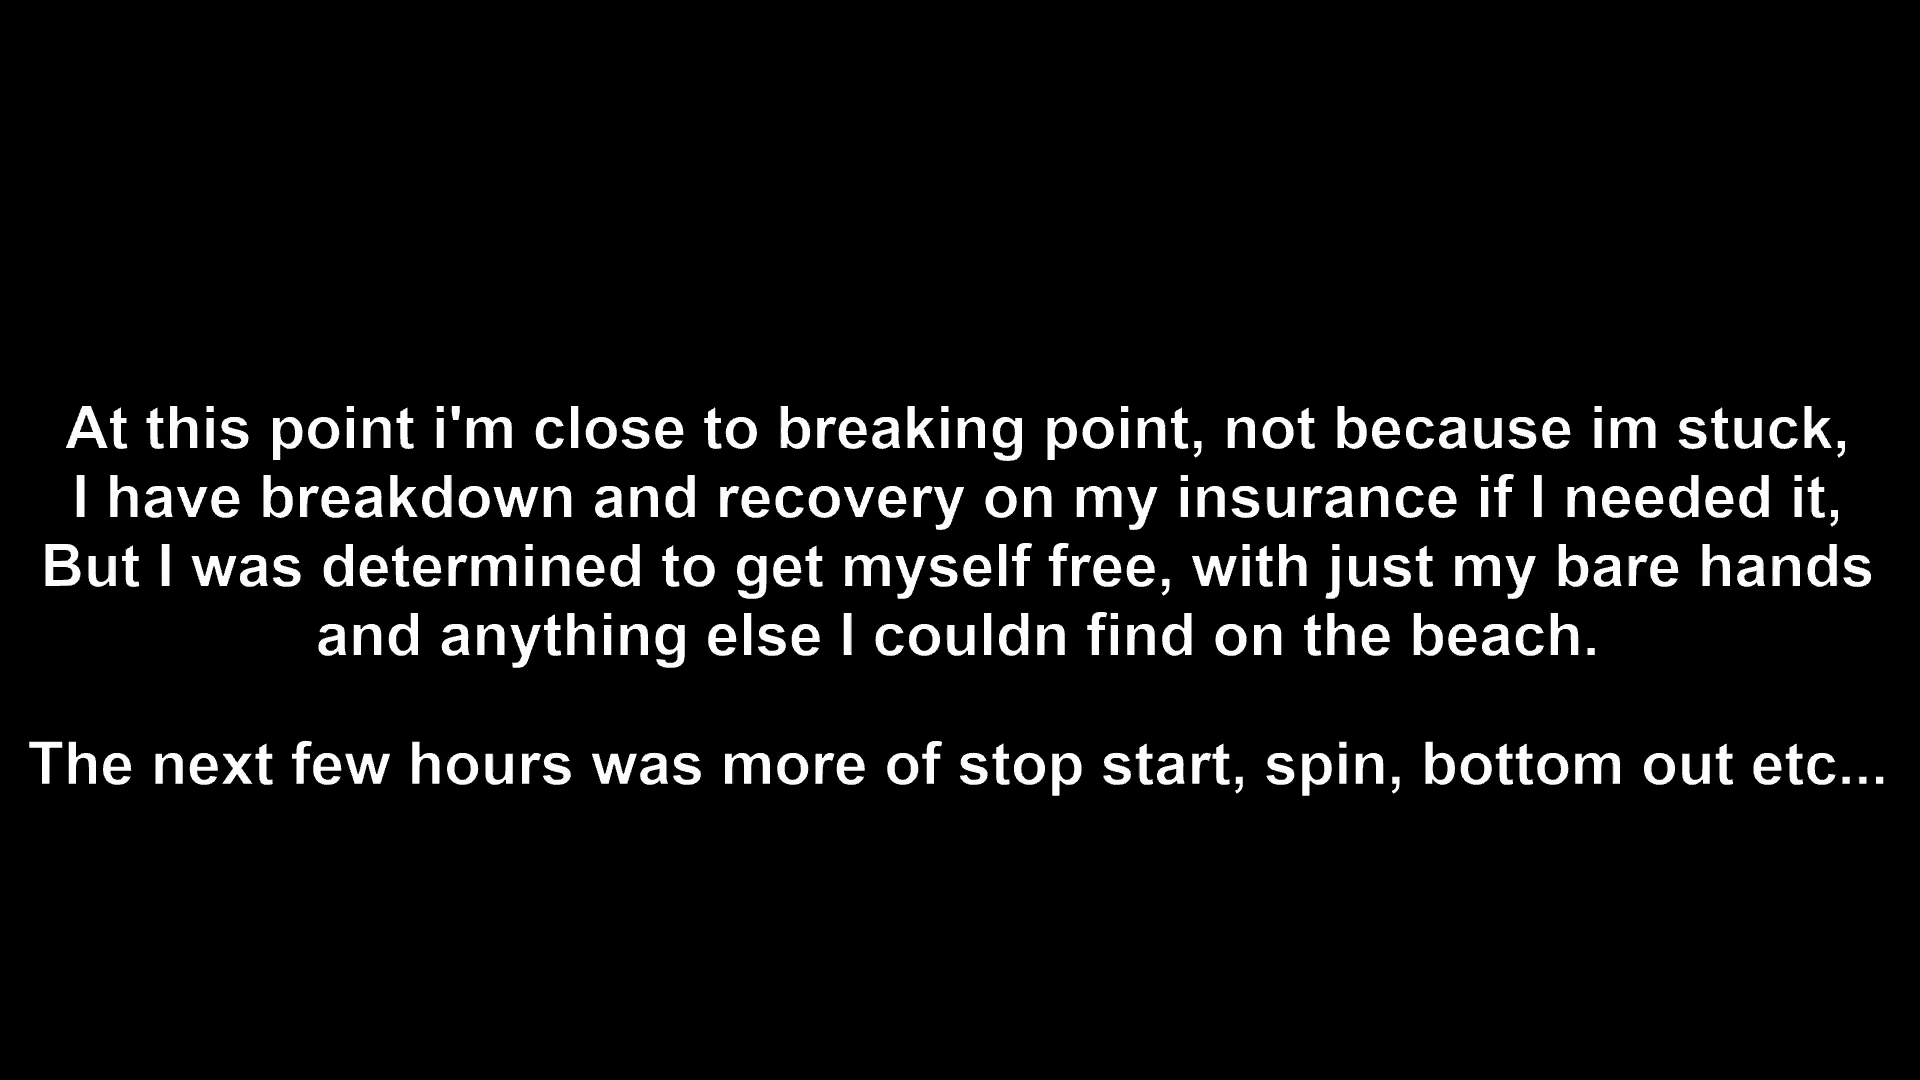 At this point i'm close to breaking point, not because im stuck,
I have breakdown and recovery on my insurance if I needed it,
But I was determined to get myself free, with just my bare hands
and anything else I couldn find on the beach.
The next few hours was more of stop start, spin, bottom out etc...